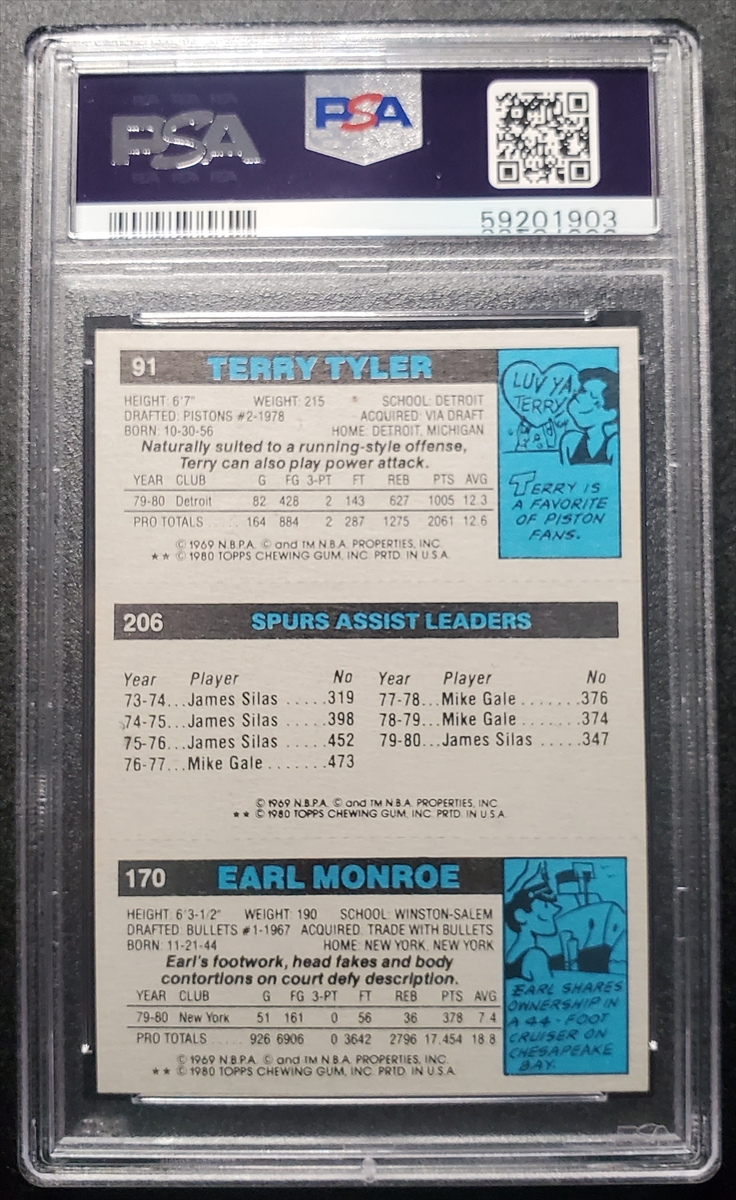 PSA
PSA
59201903
91 TERRY TYLER
HEIGHT: 6'7" WEIGHT: 215 SCHOOL: DETROIT
DRAFTED: PISTONS #2-1978 ACQUIRED: VIA DRAFT
BORN: 10-30-56 HOME: DETROIT, MICHIGAN
Naturally suited to a running-style offense,
Terry can also play power attack.
YEAR CLUB G FG 3-PT FT REB PTS AVG
79-80 Detroit 82 428 2 143 627 1005 12.3
PRO TOTALS ...... 164 884 2 287 1275 2061 12.6
© 1969 N.B.P.A. © and TM N.B.A. PROPERTIES, INC.
★★ © 1980 TOPPS CHEWING GUM, INC. PRTD. IN U.S.A.
LUV YA
TERRY
TERRY IS
A FAVORITE
OF PISTON
FANS.
206 SPURS ASSIST LEADERS
Year Player No Year Player No
73-74...James Silas .....319 77-78...Mike Gale .......376
74-75...James Silas .....398 78-79...Mike Gale .......374
75-76...James Silas .....452 79-80...James Silas .....347
76-77...Mike Gale .......473
© 1969 N.B.P.A. © and TM N.B.A. PROPERTIES, INC.
★★ © 1980 TOPPS CHEWING GUM, INC. PRTD. IN U.S.A.
170 EARL MONROE
HEIGHT: 6'3-1/2" WEIGHT: 190 SCHOOL: WINSTON-SALEM
DRAFTED: BULLETS #1-1967 ACQUIRED: TRADE WITH BULLETS
BORN: 11-21-44 HOME: NEW YORK, NEW YORK
Earl's footwork, head fakes and body
contortions on court defy description.
YEAR CLUB G FG 3-PT FT REB PTS AVG
79-80 New York 51 161 0 56 36 378 7.4
PRO TOTALS ...... 926 6906 0 3642 2796 17.454 18.8
© 1969 N.B.P.A. © and TM N.B.A. PROPERTIES, INC.
★★ © 1980 TOPPS CHEWING GUM, INC. PRTD. IN U.S.A.
EARL SHARES
OWNERSHIP IN
A 44-FOOT
CRUISER ON
CHESAPEAKE
BAY.
PSA